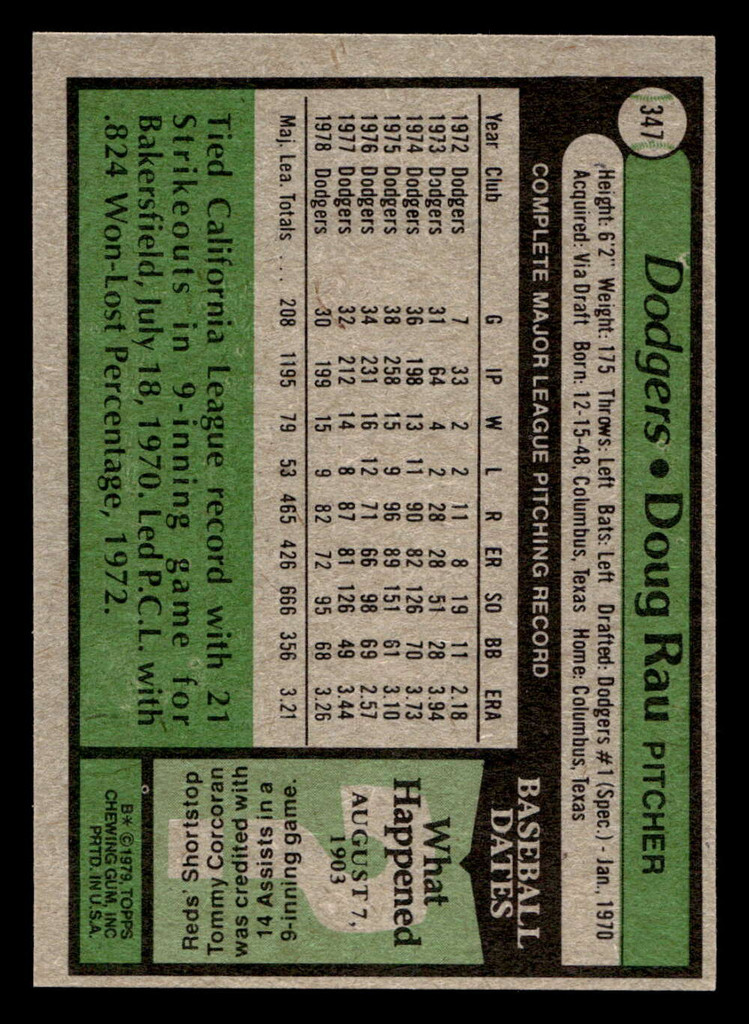 347
Dodgers • Doug Rau PITCHER
Height: 6'2" Weight: 175 Throws: Left Bats: Left Drafted: Dodgers #1 (Spec.) - Jan., 1970
Acquired: Via Draft Born: 12-15-48, Columbus, Texas Home: Columbus, Texas
COMPLETE MAJOR LEAGUE PITCHING RECORD
Year Club G IP W L R ER SO BB ERA
1972 Dodgers 7 33 2 2 11 8 19 11 2.18
1973 Dodgers 31 64 4 2 28 28 51 28 3.94
1974 Dodgers 36 198 13 11 90 82 126 70 3.73
1975 Dodgers 38 258 15 9 96 89 151 61 3.10
1976 Dodgers 34 231 16 12 71 66 98 69 2.57
1977 Dodgers 32 212 14 8 87 81 126 49 3.44
1978 Dodgers 30 199 15 9 82 72 95 68 3.26
Maj. Lea. Totals .... 208 1195 79 53 465 426 666 356 3.21
Tied California League record with 21
Strikeouts in 9-inning game for
Bakersfield, July 18, 1970. Led P.C.L. with
.824 Won-Lost Percentage, 1972.
BASEBALL
DATES
What
Happened
AUGUST 7,
1903
?
Reds' Shortstop
Tommy Corcoran
was credited with
14 Assists in a
9-inning game.
B* © 1979, TOPPS
CHEWING GUM, INC
PRTD. IN U.S.A.